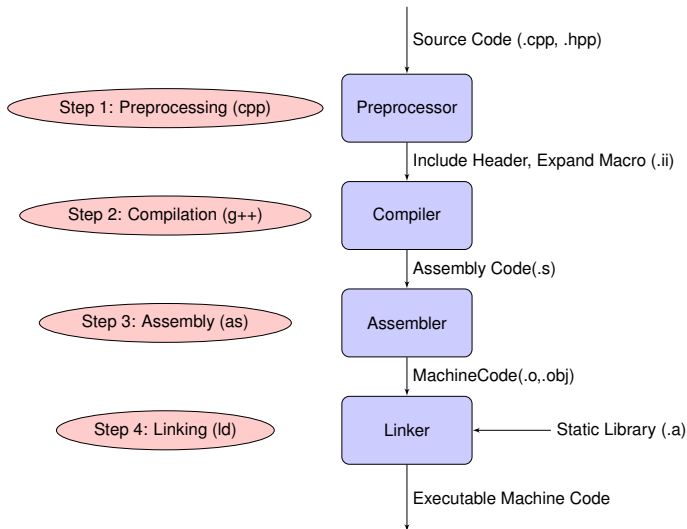 Source Code (.cpp, .hpp)
Step 1: Preprocessing (cpp)
Preprocessor
Include Header, Expand Macro (.ii)
Step 2: Compilation (g++)
Compiler
Assembly Code(.s)
Step 3: Assembly (as)
Assembler
MachineCode(.o,.obj)
Step 4: Linking (ld)
Linker
Static Library (.a)
Executable Machine Code